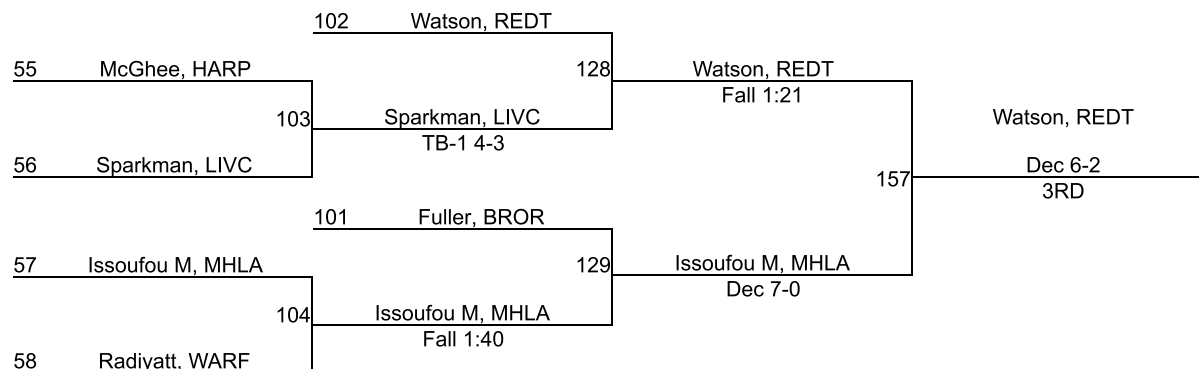 102 Watson, REDT
55 McGhee, HARP
128 Watson, REDT
Fall 1:21
103 Sparkman, LIVC
TB-1 4-3
Watson, REDT
56 Sparkman, LIVC
Dec 6-2
157
3RD
101 Fuller, BROR
57 Issoufou M, MHLA
129 Issoufou M, MHLA
Dec 7-0
104 Issoufou M, MHLA
Fall 1:40
58 Radivatt, WARF